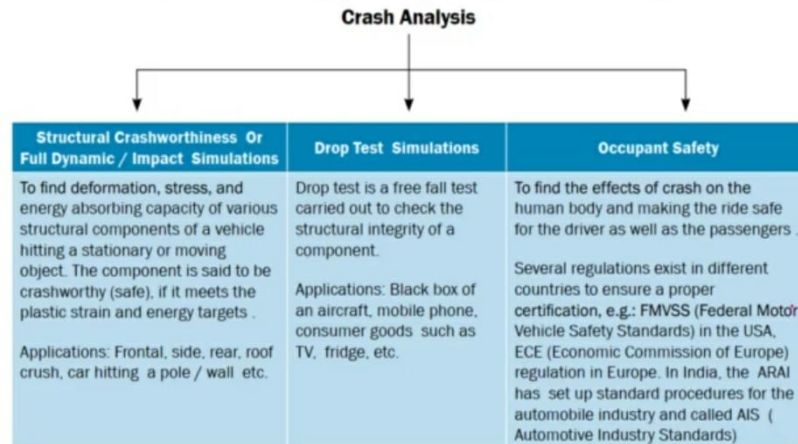 Crash Analysis
Structural Crashworthiness Or
Full Dynamic / Impact Simulations
To find deformation, stress, and
energy absorbing capacity of various
structural components of a vehicle
hitting a stationary or moving
object. The component is said to be
crashworthy (safe), if it meets the
plastic strain and energy targets .
Applications: Frontal, side, rear, roof
crush, car hitting a pole / wall etc.
Drop Test Simulations
Drop test is a free fall test
carried out to check the
structural integrity of a
component.
Applications: Black box of
an aircraft, mobile phone,
consumer goods such as
TV, fridge, etc.
Occupant Safety
To find the effects of crash on the
human body and making the ride safe
for the driver as well as the passengers .
Several regulations exist in different
countries to ensure a proper
certification, e.g.: FMVSS (Federal Motor
Vehicle Safety Standards) in the USA,
ECE (Economic Commission of Europe)
regulation in Europe. In India, the ARAI
has set up standard procedures for the
automobile industry and called AIS (
Automotive Industry Standards)